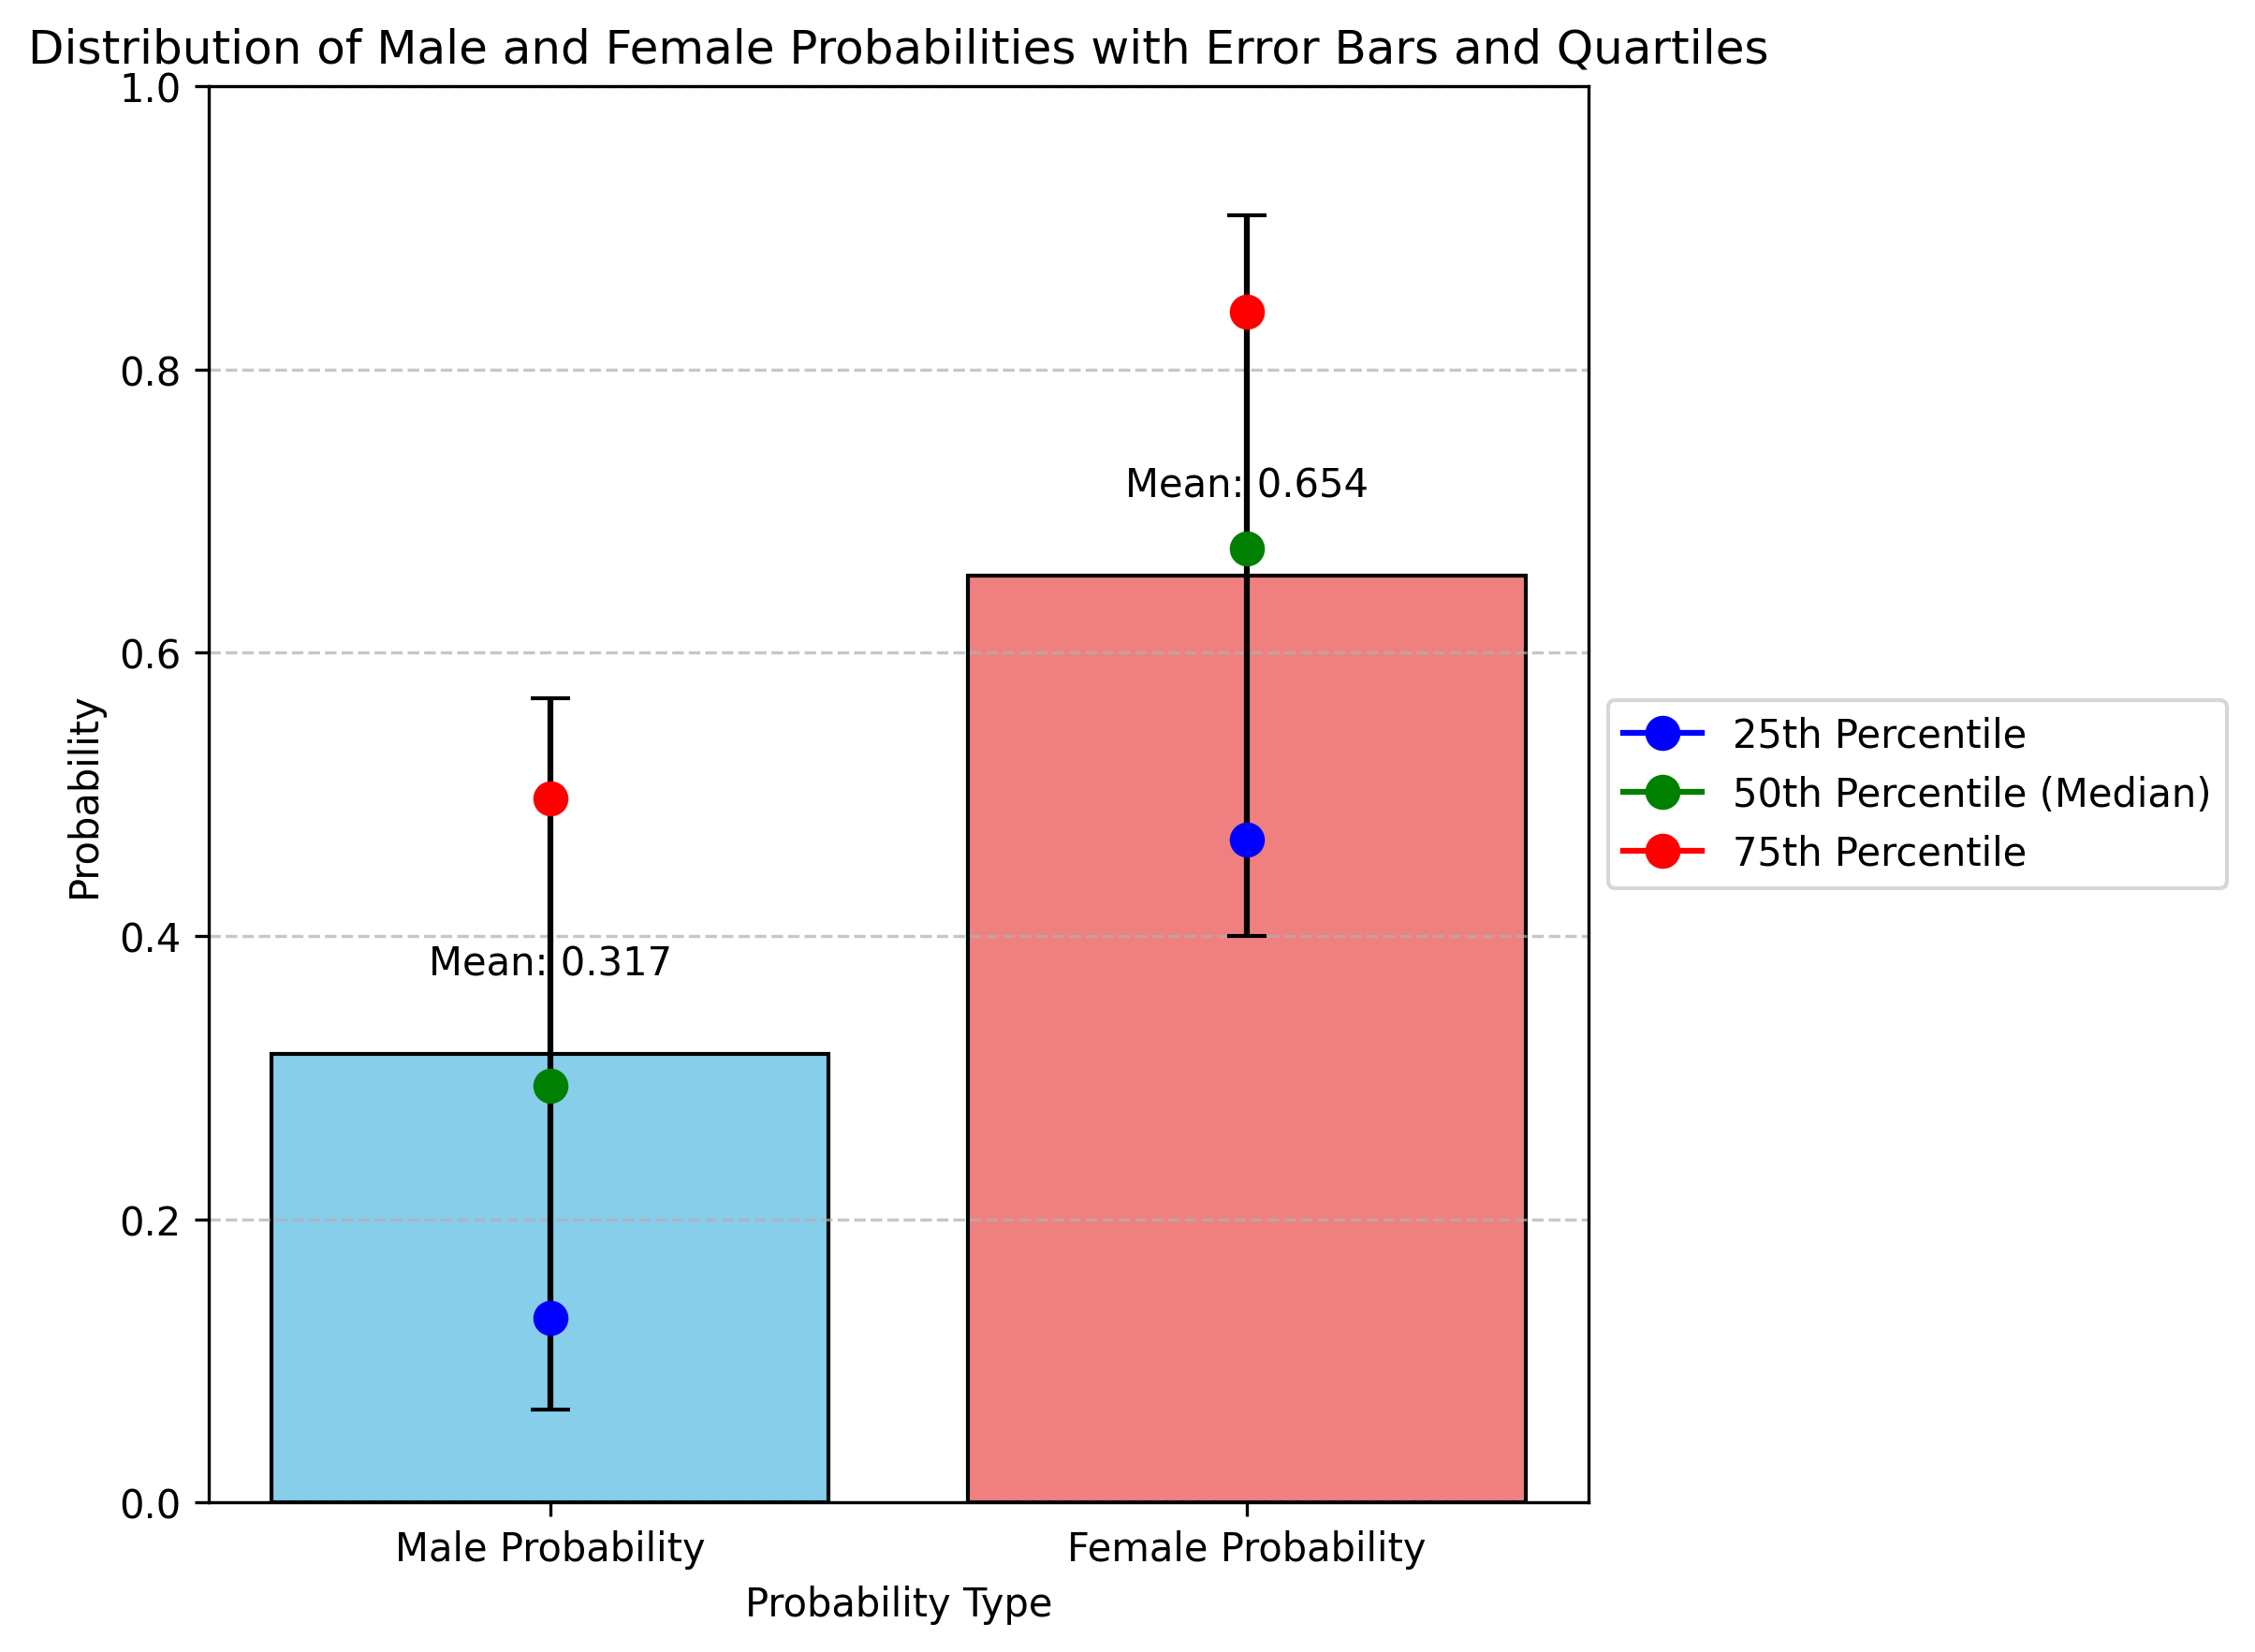 Distribution of Male and Female Probabilities with Error Bars and Quartiles
1.0
0.8
0.6
0.4
0.2
0.0
Probability
Mean: 0.317
Mean: 0.654
Male Probability
Female Probability
Probability Type
25th Percentile
50th Percentile (Median)
75th Percentile